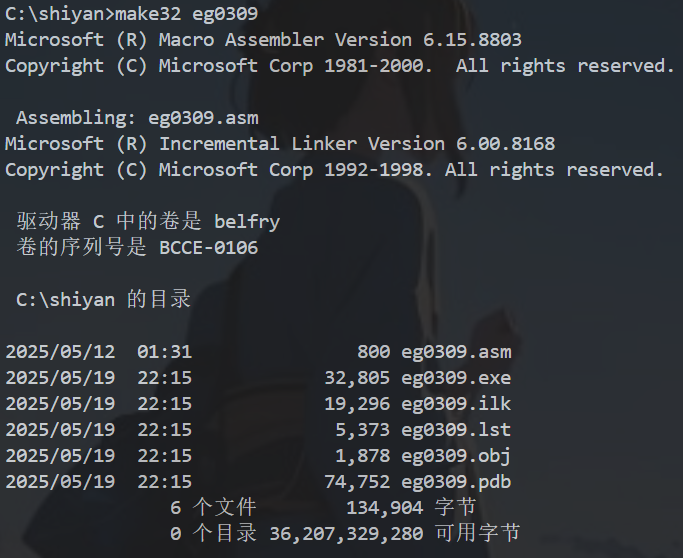 C:\shiyan>make32 eg0309
Microsoft (R) Macro Assembler Version 6.15.8803
Copyright (C) Microsoft Corp 1981-2000.  All rights reserved.
Assembling: eg0309.asm
Microsoft (R) Incremental Linker Version 6.00.8168
Copyright (C) Microsoft Corp 1992-1998. All rights reserved.
驱动器 C 中的卷是 belfry
卷的序列号是 BCCE-0106
C:\shiyan 的目录
2025/05/12  01:31               800 eg0309.asm
2025/05/19  22:15            32,805 eg0309.exe
2025/05/19  22:15            19,296 eg0309.ilk
2025/05/19  22:15             5,373 eg0309.lst
2025/05/19  22:15             1,878 eg0309.obj
2025/05/19  22:15            74,752 eg0309.pdb
6 个文件        134,904 字节
0 个目录 36,207,329,280 可用字节